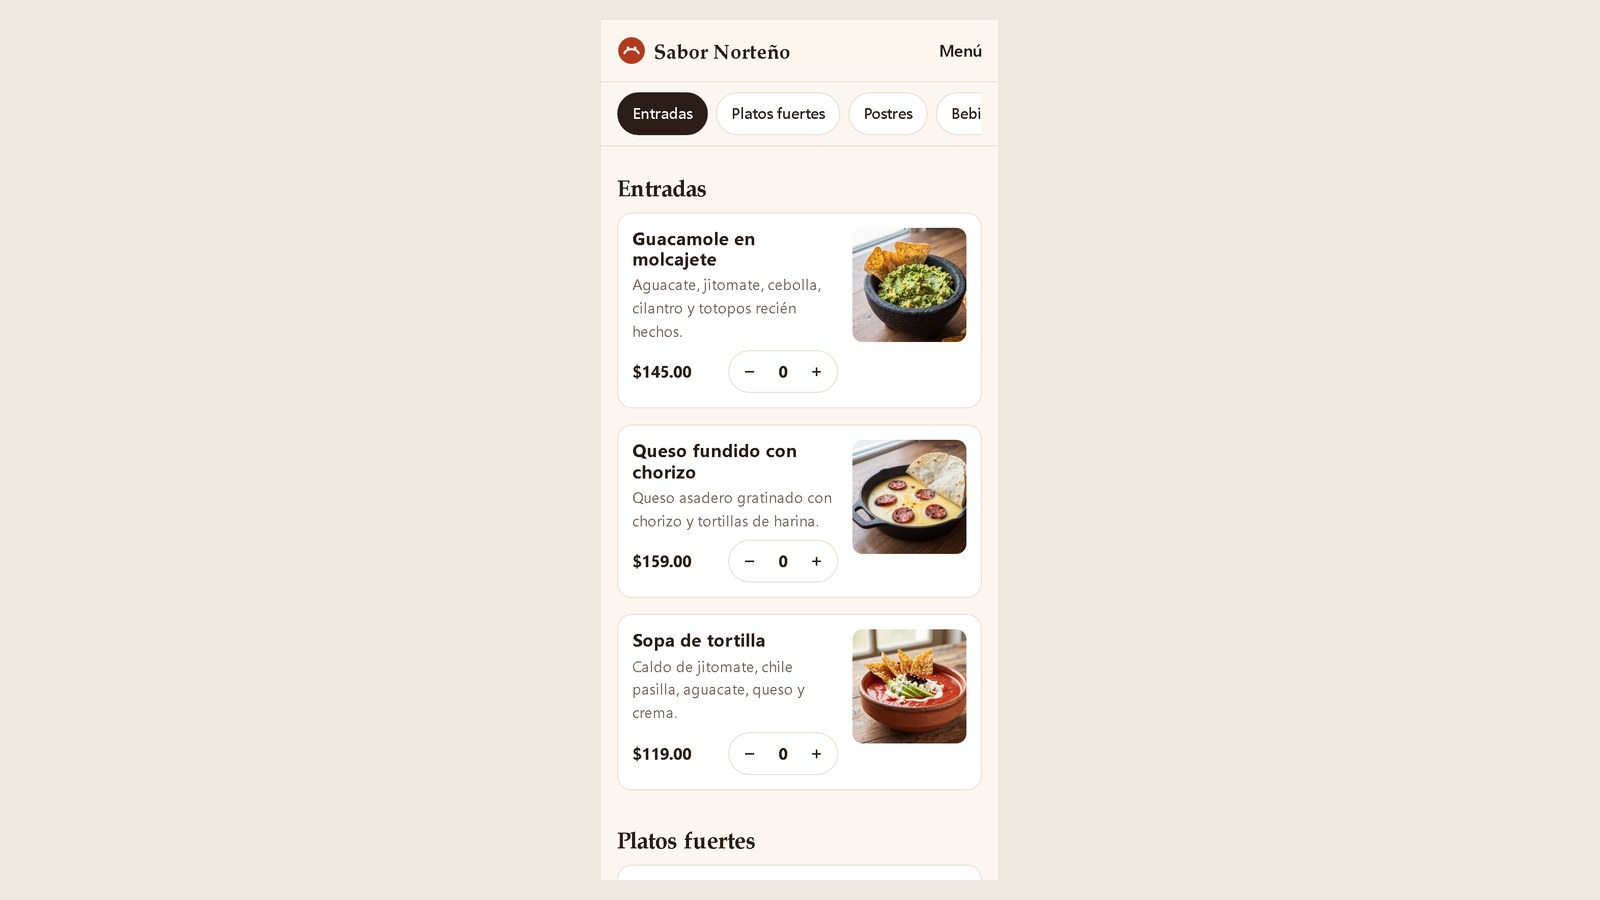 Sabor Norteño
Menú
Entradas
Platos fuertes
Postres
Bebi
Entradas
Guacamole en
molcajete
Aguacate, jitomate, cebolla,
cilantro y totopos recién
hechos.
$145.00
− 0 +
Queso fundido con
chorizo
Queso asadero gratinado con
chorizo y tortillas de harina.
$159.00
− 0 +
Sopa de tortilla
Caldo de jitomate, chile
pasilla, aguacate, queso y
crema.
$119.00
− 0 +
Platos fuertes